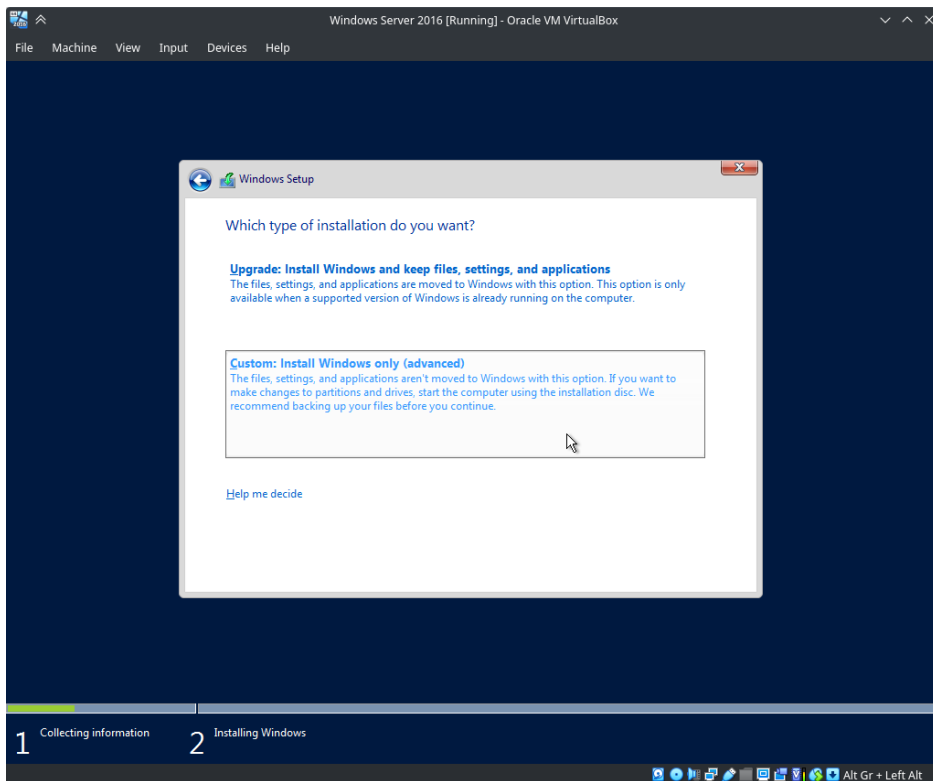 Windows Server 2016 [Running] - Oracle VM VirtualBox
File Machine View Input Devices Help
Windows Setup
Which type of installation do you want?
Upgrade: Install Windows and keep files, settings, and applications
The files, settings, and applications are moved to Windows with this option. This option is only
available when a supported version of Windows is already running on the computer.
Custom: Install Windows only (advanced)
The files, settings, and applications aren't moved to Windows with this option. If you want to
make changes to partitions and drives, start the computer using the installation disc. We
recommend backing up your files before you continue.
Help me decide
1 Collecting information 2 Installing Windows
Alt Gr + Left Alt